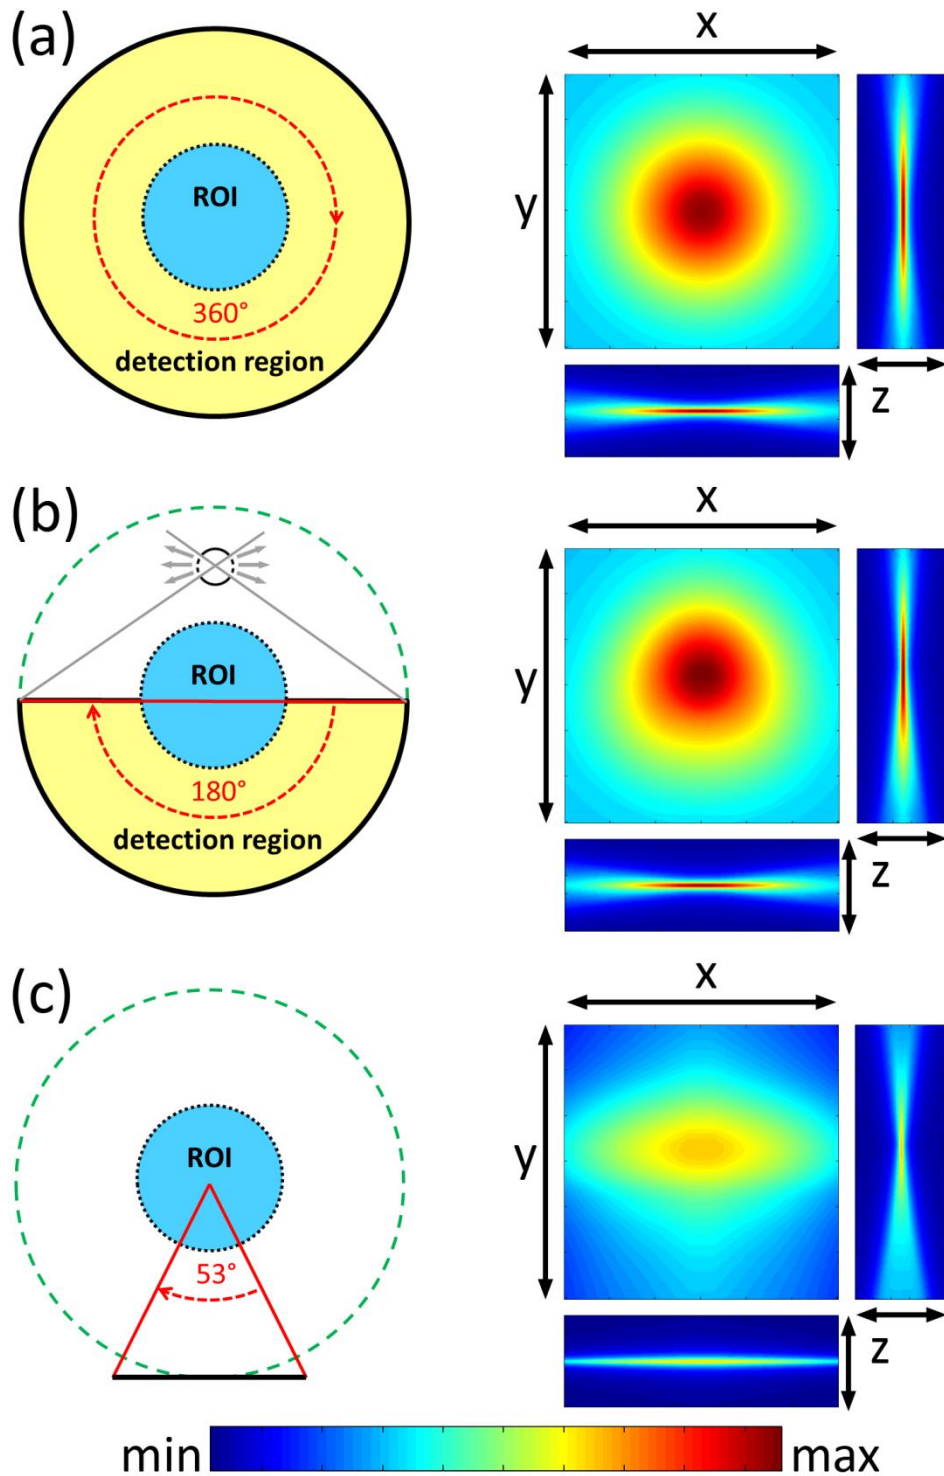 (a)
ROI
360°
detection region
x
y
z
(b)
ROI
180°
detection region
x
y
z
(c)
ROI
53°
x
y
z
min
max